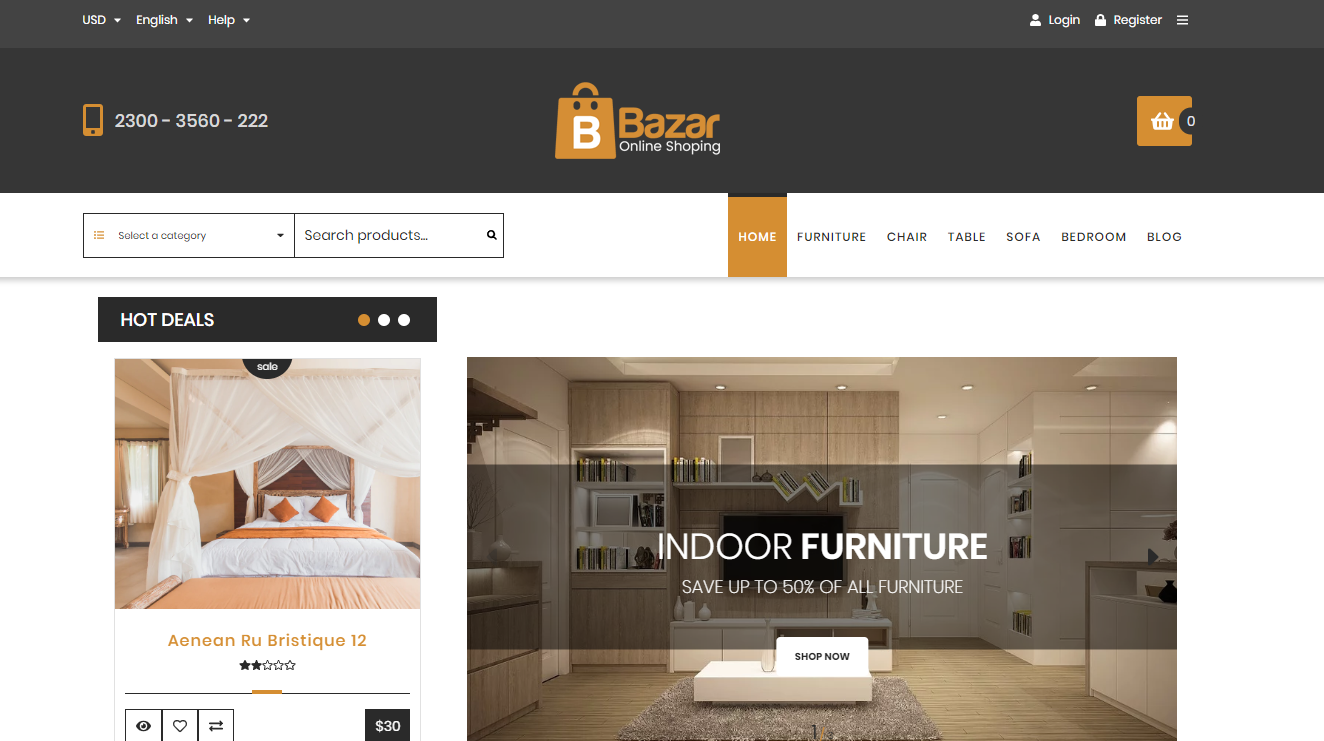 USD English Help Login Register
2300 - 3560 - 222
B Bazar
Online Shoping
0
Select a category Search products...
HOME FURNITURE CHAIR TABLE SOFA BEDROOM BLOG
HOT DEALS
sale
Aenean Ru Bristique 12
$30
INDOOR FURNITURE
SAVE UP TO 50% OF ALL FURNITURE
SHOP NOW